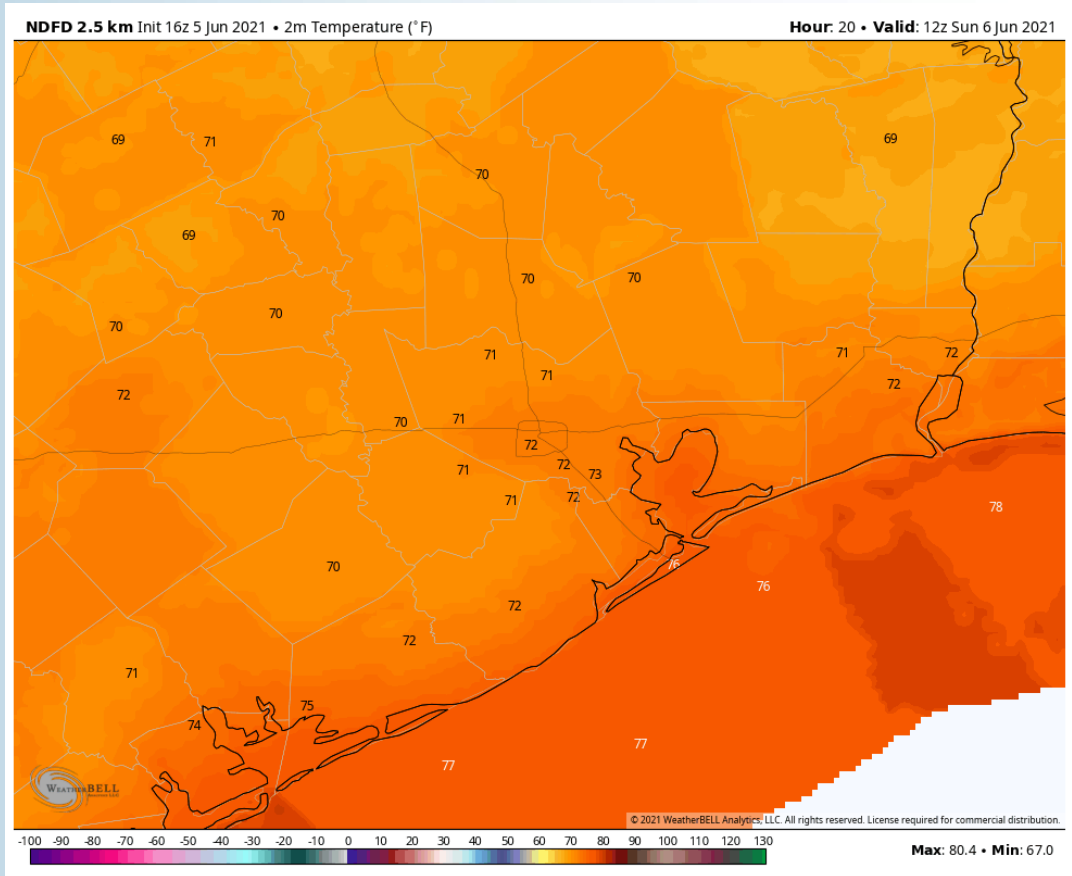 NDFD 2.5 km Init 16z 5 Jun 2021 • 2m Temperature (°F) Hour: 20 • Valid: 12z Sun 6 Jun 2021
69 71 69
70
70
69
70 70
70 70
71 71 72
71
72 72
70 71
72
71 72 73
71 72
78
70 76
76
72
72
71
75
74
77
77
WEATHERBELL
© 2021 WeatherBELL Analytics, LLC. All rights reserved. License required for commercial distribution.
-100 -90 -80 -70 -60 -50 -40 -30 -20 -10 0 10 20 30 40 50 60 70 80 90 100 110 120 130
Max: 80.4 • Min: 67.0